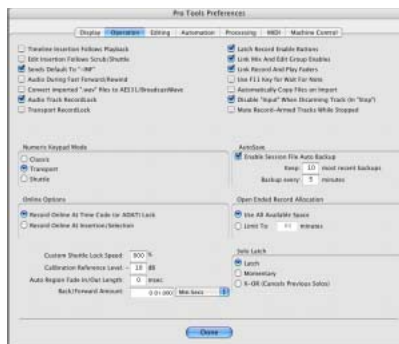 Pro Tools Preferences
Display Operation Editing Automation Processing MIDI Machine Control
Timeline Insertion Follows Playback
Edit Insertion Follows Scrub/Shuttle
Sends Default To "-INF"
Audio During Fast Forward/Rewind
Convert Imported ".wav" Files to AES31/BroadcastWave
Audio Track RecordLock
Transport RecordLock
Latch Record Enable Buttons
Link Mix And Edit Group Enables
Link Record And Play Faders
Use F11 Key for Wait For Note
Automatically Copy Files on Import
Disable "Input" When Disarming Track (In "Stop")
Mute Record-Armed Tracks While Stopped
Numeric Keypad Mode
Classic
Transport
Shuttle
AutoSave
Enable Session File Auto Backup
Keep: 10 most recent backups
Backup every: 5 minutes
Online Options
Record Online At Time Code (or ADAT) Lock
Record Online At Insertion/Selection
Open Ended Record Allocation
Use All Available Space
Limit To minutes
Custom Shuttle Lock Speed: 800 %
Calibration Reference Level: - 18 dB
Auto Region Fade In/Out Length: 0 msec
Back/Forward Amount: Min:Secs
Solo Latch
Latch
Momentary
X-OR (Cancels Previous Solos)
Done